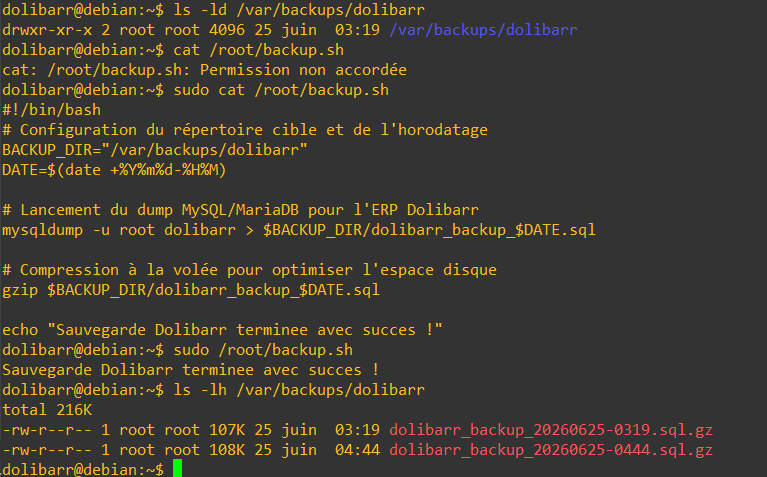 dolibarr@debian:~$ ls -ld /var/backups/dolibarr
drwxr-xr-x 2 root root 4096 25 juin  03:19 /var/backups/dolibarr
dolibarr@debian:~$ cat /root/backup.sh
cat: /root/backup.sh: Permission non accordée
dolibarr@debian:~$ sudo cat /root/backup.sh
#!/bin/bash
# Configuration du répertoire cible et de l'horodatage
BACKUP_DIR="/var/backups/dolibarr"
DATE=$(date +%Y%m%d-%H%M)

# Lancement du dump MySQL/MariaDB pour l'ERP Dolibarr
mysqldump -u root dolibarr > $BACKUP_DIR/dolibarr_backup_$DATE.sql

# Compression à la volée pour optimiser l'espace disque
gzip $BACKUP_DIR/dolibarr_backup_$DATE.sql

echo "Sauvegarde Dolibarr terminee avec succes !"
dolibarr@debian:~$ sudo /root/backup.sh
Sauvegarde Dolibarr terminee avec succes !
dolibarr@debian:~$ ls -lh /var/backups/dolibarr
total 216K
-rw-r--r-- 1 root root 107K 25 juin  03:19 dolibarr_backup_20260625-0319.sql.gz
-rw-r--r-- 1 root root 108K 25 juin  04:44 dolibarr_backup_20260625-0444.sql.gz
dolibarr@debian:~$